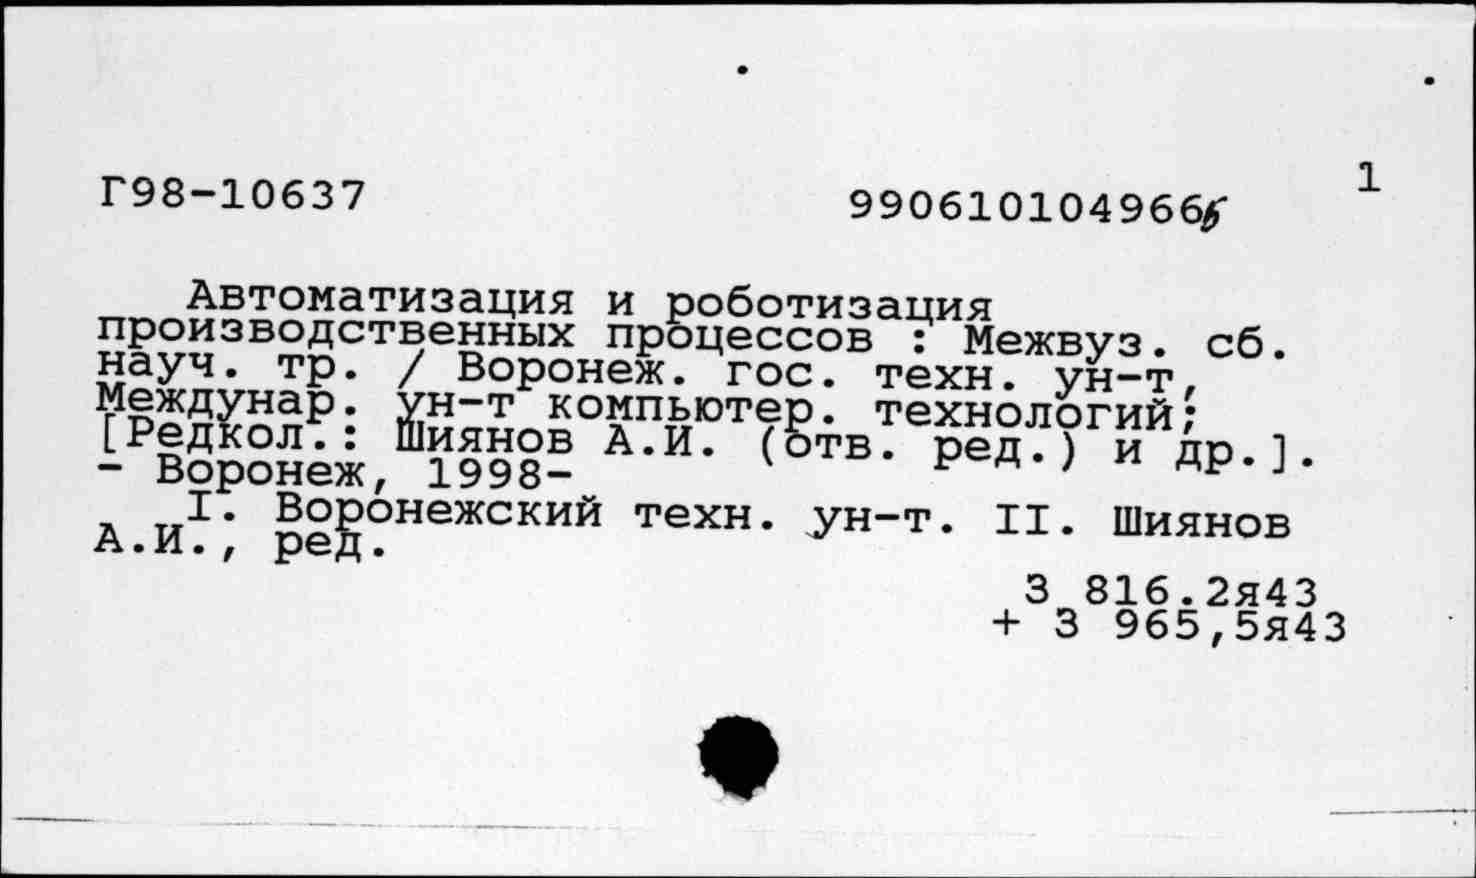 1
Г98-10637 990610104966
Автоматизация и роботизация
производственных процессов : Межвуз. сб.
науч. тр. / Воронеж. гос. техн. ун-т,
Междунар. ун-т компьютер. технологий;
[Редкол.: Шиянов А.И. (отв. ред.) и др.].
- Воронеж, 1998-
I. Воронежский техн. ун-т. II. Шиянов
А.И., ред.
З 816.2я43
+ З 965,5я43